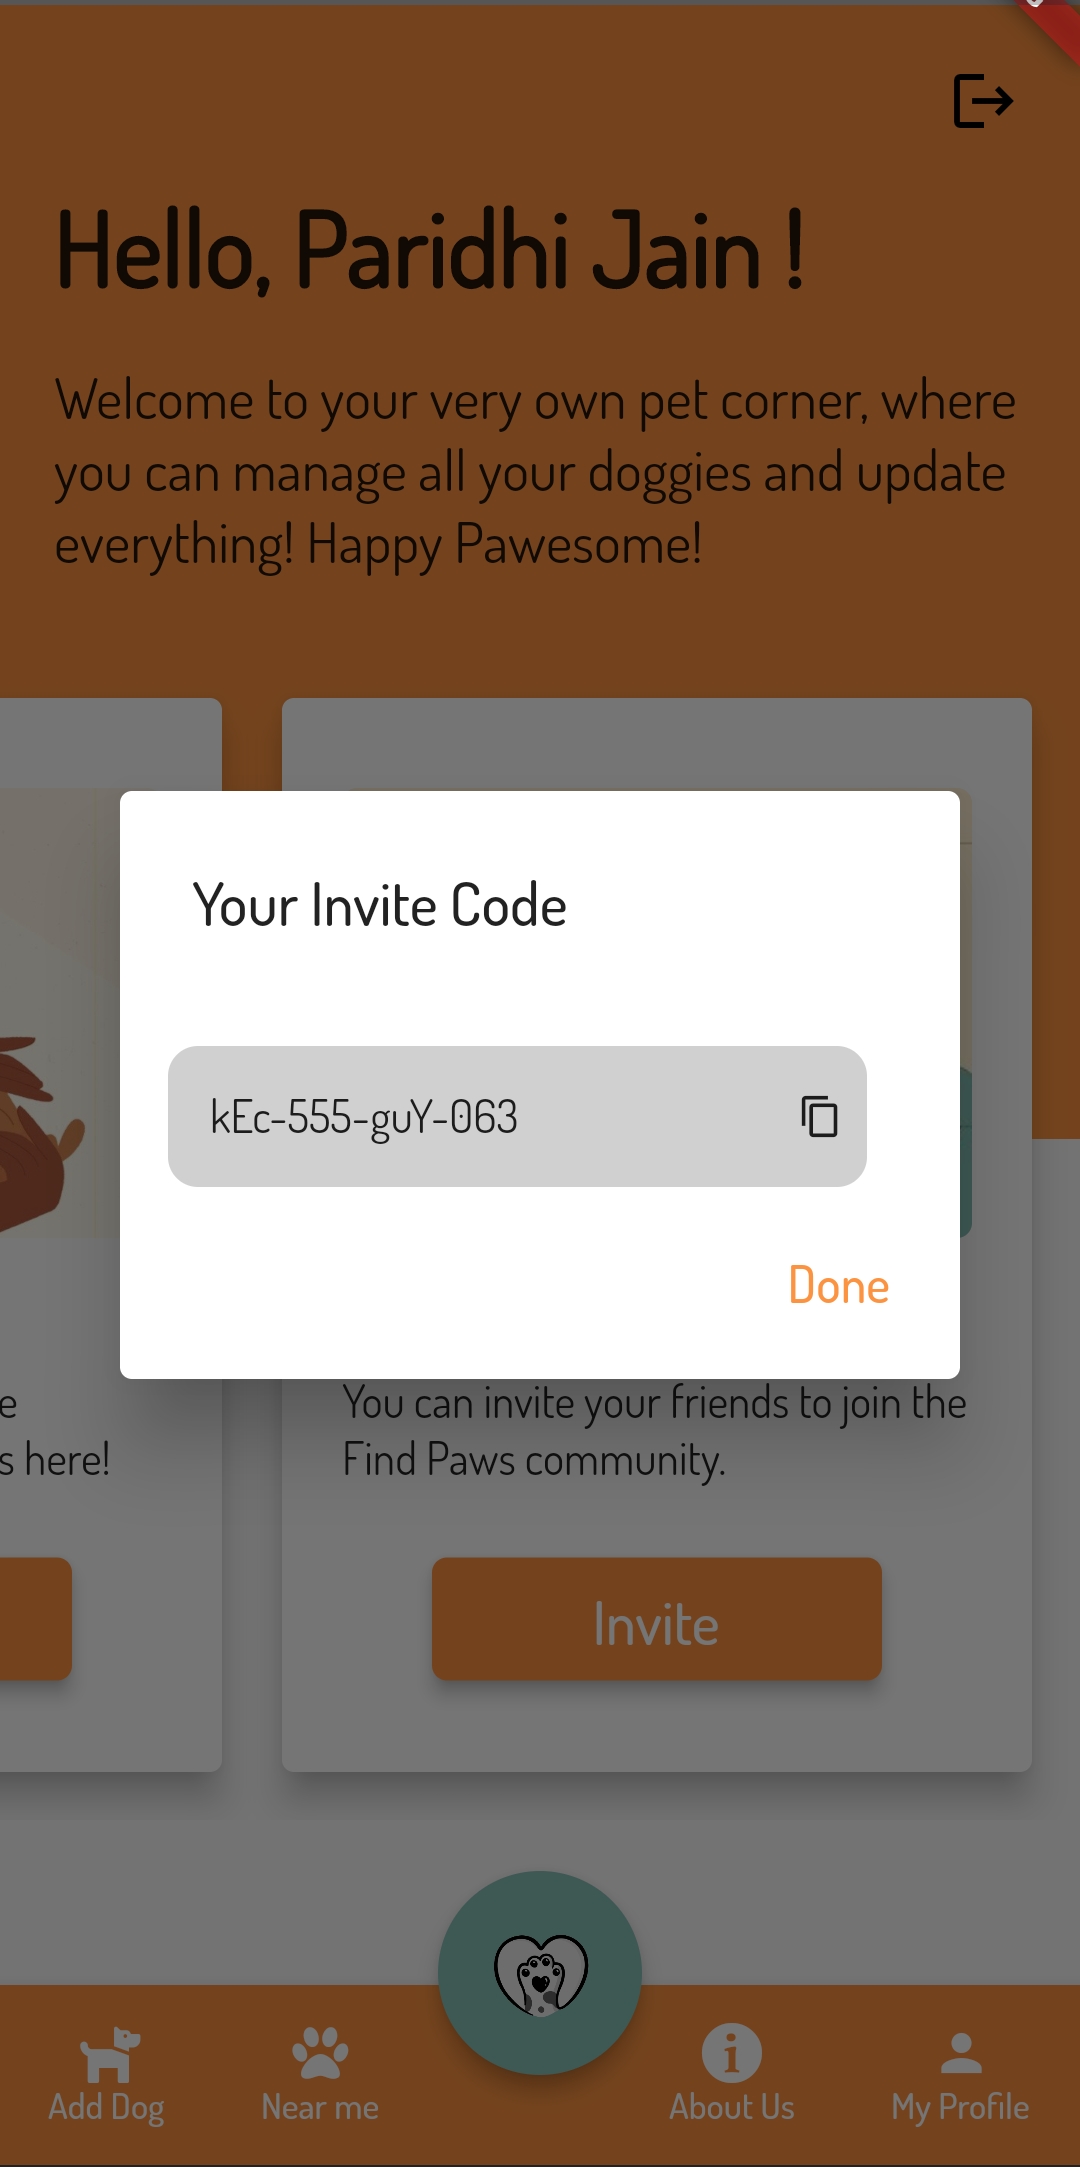 Hello, Paridhi Jain !
Welcome to your very own pet corner, where
you can manage all your doggies and update
everything! Happy Pawesome!
Your Invite Code
kEc-555-guY-063
Done
e
s here!
You can invite your friends to join the
Find Paws community.
Invite
Add Dog
Near me
About Us
My Profile